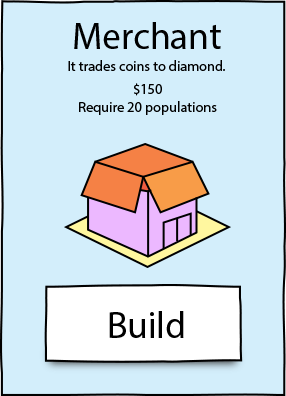 Merchant
It trades coins to diamond.
$150
Require 20 populations
Build